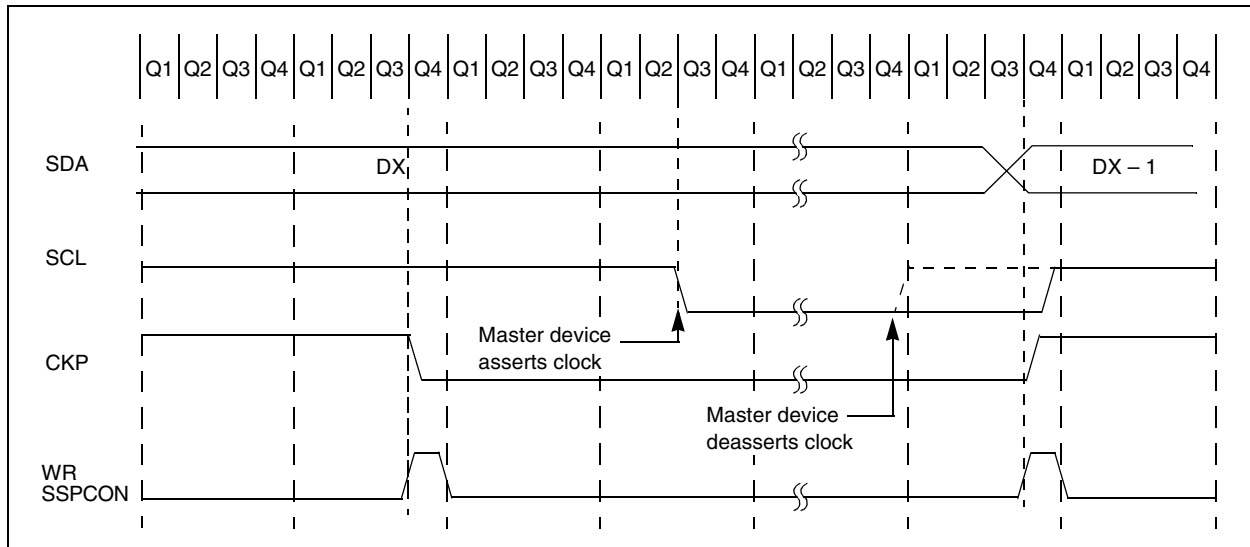 Q1 Q2 Q3 Q4 Q1 Q2 Q3 Q4 Q1 Q2 Q3 Q4 Q1 Q2 Q3 Q4 Q1 Q2 Q3 Q4 Q1 Q2 Q3 Q4 Q1 Q2 Q3 Q4
SDA
DX
DX – 1
SCL
Master device
asserts clock
CKP
Master device
deasserts clock
WR
SSPCON